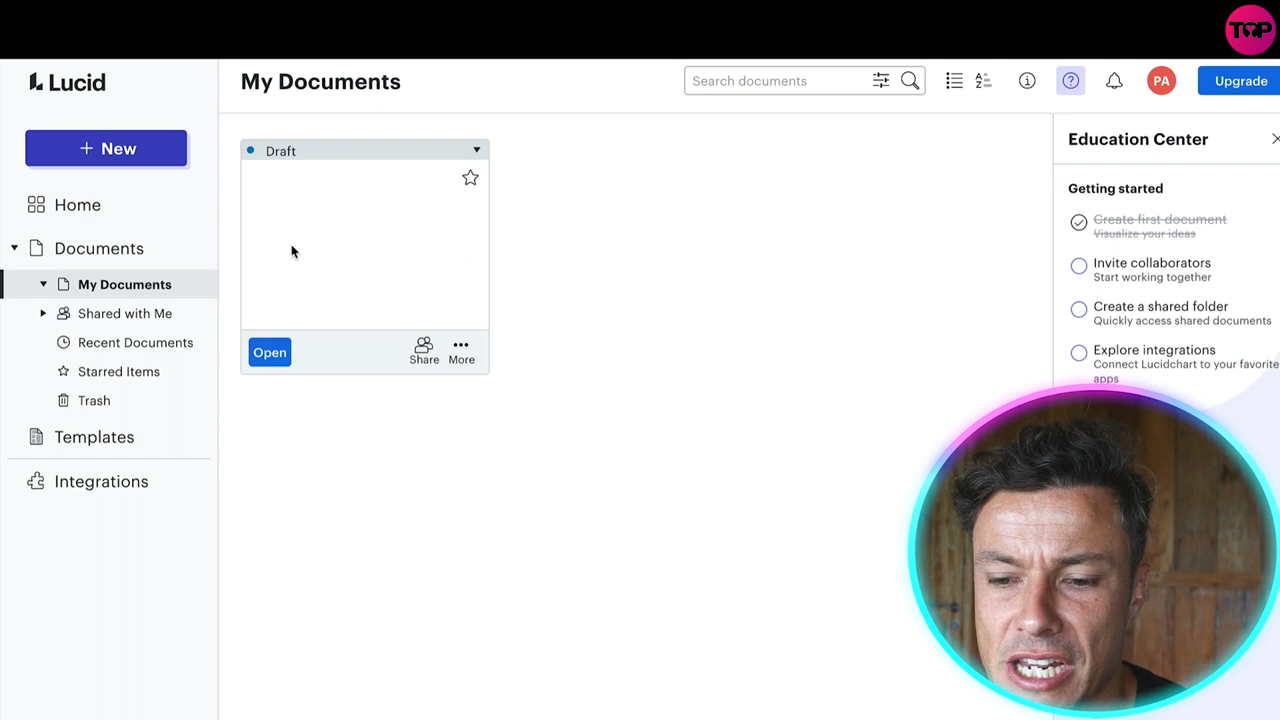 TOP
Lucid
My Documents
Search documents
A
Z
PA
Upgrade
+ New
Home
Documents
My Documents
Shared with Me
Recent Documents
Starred Items
Trash
Templates
Integrations
Draft
Open
Share
More
Education Center
Getting started
Create first document
Visualize your ideas
Invite collaborators
Start working together
Create a shared folder
Quickly access shared documents
Explore integrations
Connect Lucidchart to your favorite
apps